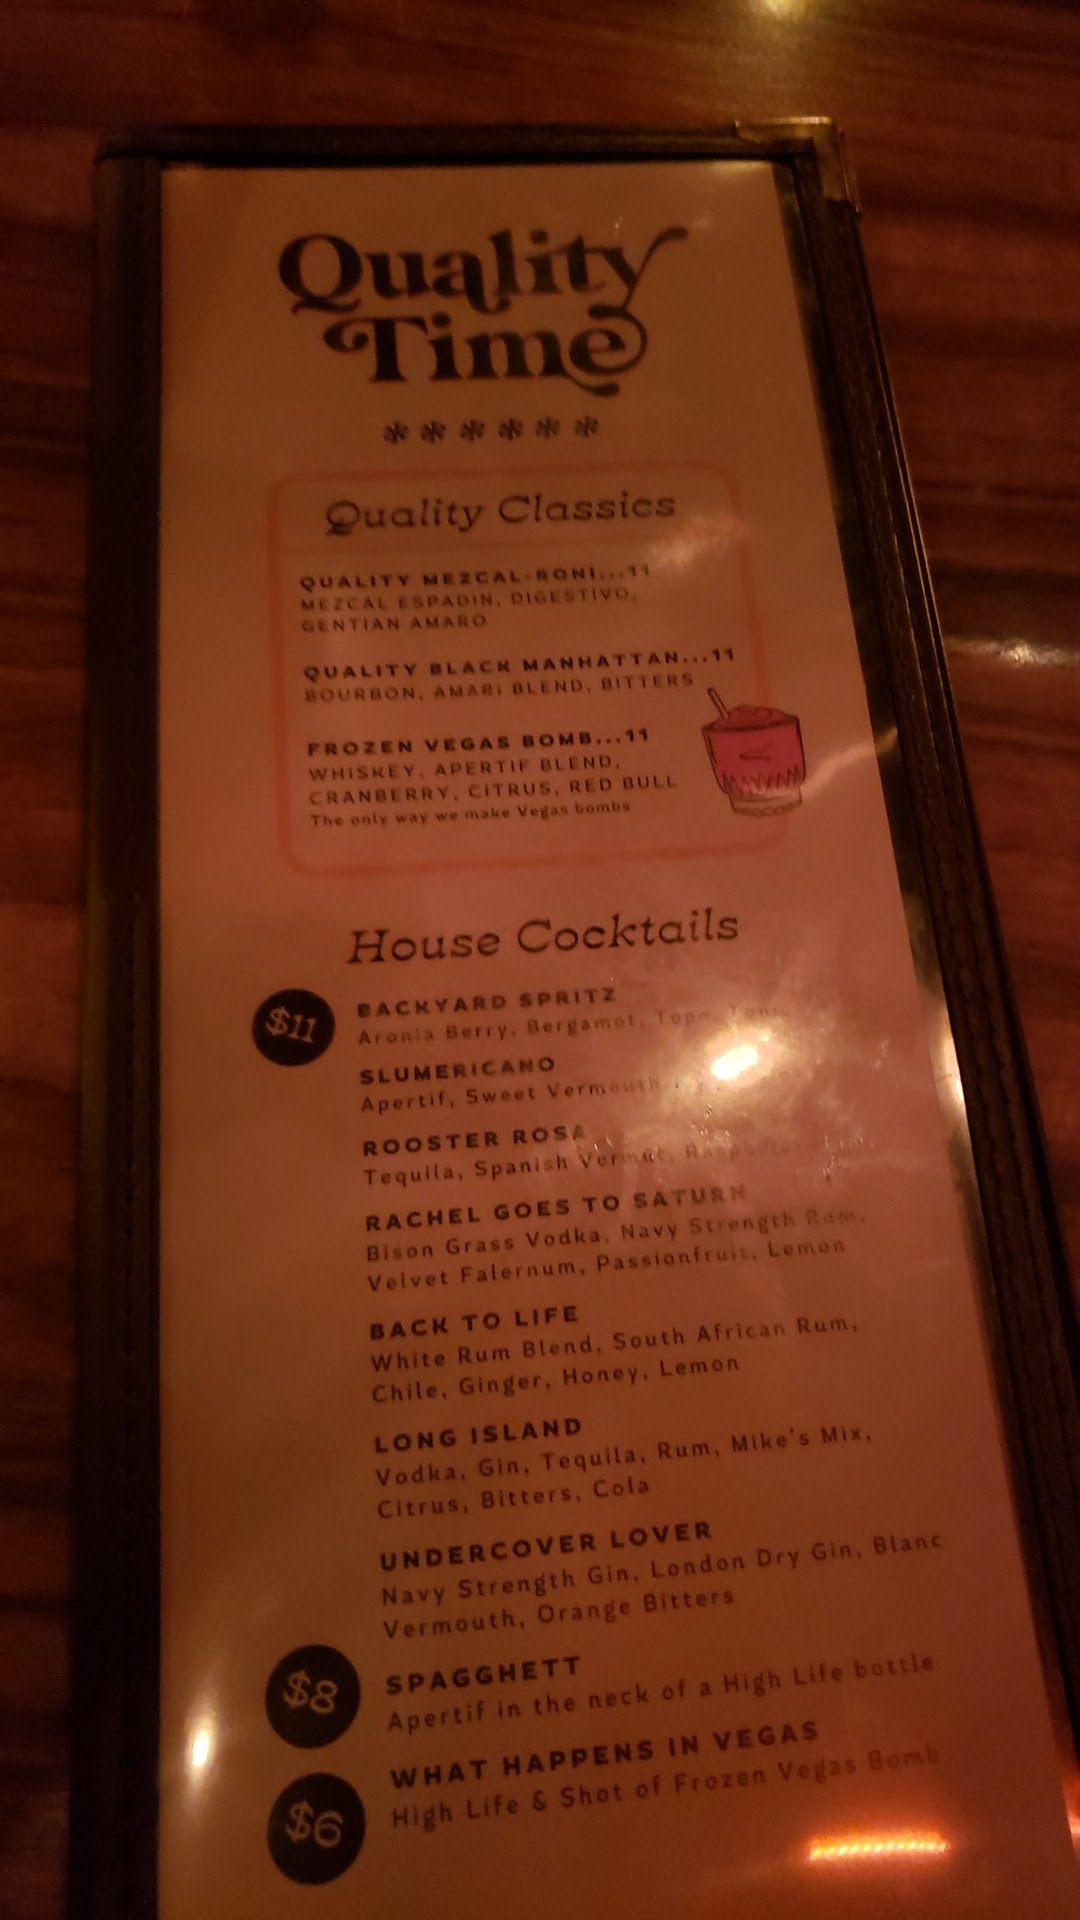 Quality
Time
Quality Classics
QUALITY MEZCAL-RONI...11
MEZCAL ESPADIN, DIGESTIVO,
GENTIAN AMARO
QUALITY BLACK MANHATTAN...11
BOURBON, AMARI BLEND, BITTERS
FROZEN VEGAS BOMB...11
WHISKEY, APERTIF BLEND,
CRANBERRY, CITRUS, RED BULL
The only way we make Vegas bombs
House Cocktails
$11
BACKYARD SPRITZ
Aronia Berry, Bergamot, Topo, Tonic
SLUMERICANO
Apertif, Sweet Vermouth,
ROOSTER ROSA
Tequila, Spanish Vermut,
RACHEL GOES TO SATURN
Bison Grass Vodka, Navy Strength Rum,
Velvet Falernum, Passionfruit, Lemon
BACK TO LIFE
White Rum Blend, South African Rum,
Chile, Ginger, Honey, Lemon
LONG ISLAND
Vodka, Gin, Tequila, Rum, Mike's Mix,
Citrus, Bitters, Cola
UNDERCOVER LOVER
Navy Strength Gin, London Dry Gin, Blanc
Vermouth, Orange Bitters
$8
SPAGGHETT
Apertif in the neck of a High Life bottle
$6
WHAT HAPPENS IN VEGAS
High Life & Shot of Frozen Vegas Bomb